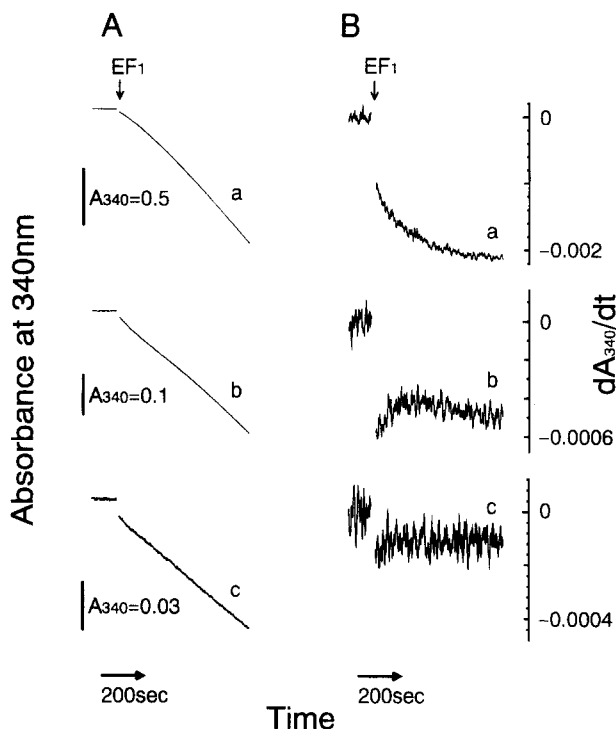 A
B
EF₁
EF₁
a
A₃₄₀=0.5
b
A₃₄₀=0.1
c
A₃₄₀=0.03
200sec
0
a
−0.002
0
b
−0.0006
c
0
−0.0004
200sec
Absorbance at 340nm
dA₃₄₀/dt
Time